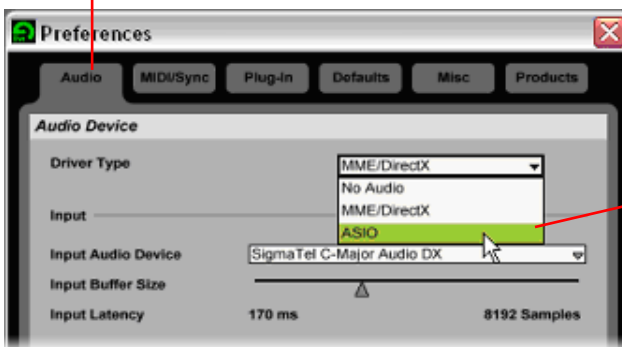 Preferences
Audio MIDI/Sync Plug-In Defaults Misc Products
Audio Device
Driver Type MME/DirectX
No Audio
MME/DirectX
ASIO
Input
Input Audio Device SigmaTel C-Major Audio DX
Input Buffer Size
Input Latency 170 ms 8192 Samples